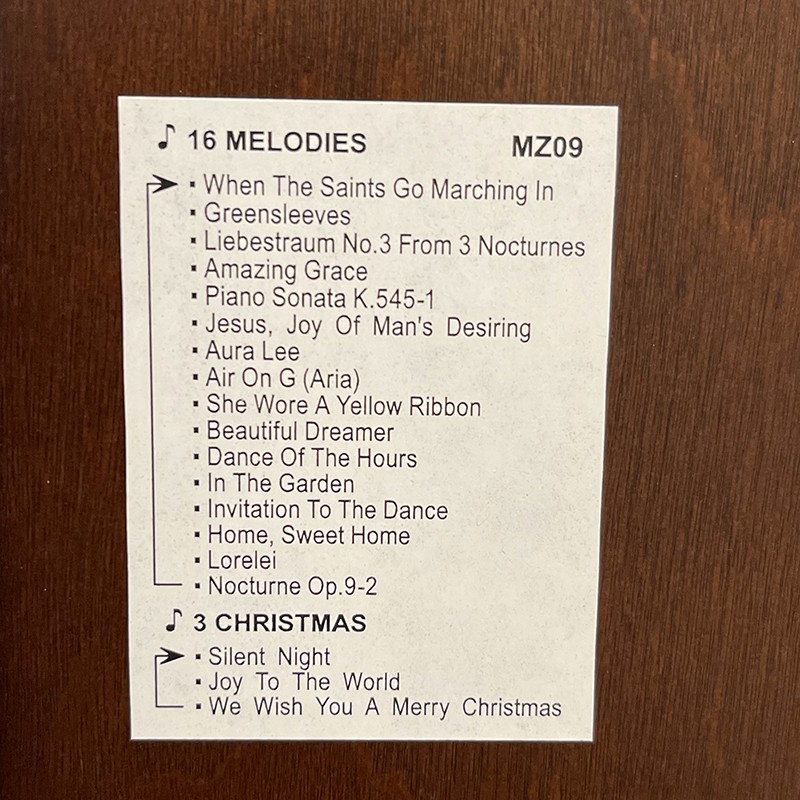 ♪ 16 MELODIES MZ09
· When The Saints Go Marching In
· Greensleeves
· Liebestraum No.3 From 3 Nocturnes
· Amazing Grace
· Piano Sonata K.545-1
· Jesus, Joy Of Man's Desiring
· Aura Lee
· Air On G (Aria)
· She Wore A Yellow Ribbon
· Beautiful Dreamer
· Dance Of The Hours
· In The Garden
· Invitation To The Dance
· Home, Sweet Home
· Lorelei
· Nocturne Op.9-2
♪ 3 CHRISTMAS
· Silent Night
· Joy To The World
· We Wish You A Merry Christmas